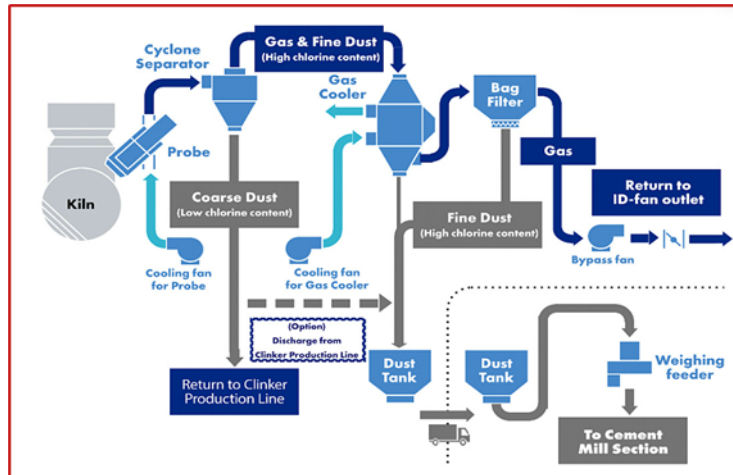 Gas & Fine Dust
(High chlorine content)
Cyclone
Separator
Gas
Cooler
Bag
Filter
Probe
Gas
Kiln
Coarse Dust
(Low chlorine content)
Return to
ID-fan outlet
Fine Dust
(High chlorine content)
Cooling fan
for Probe
Cooling fan
for Gas Cooler
Bypass fan
(Option)
Discharge from
Clinker Production Line
Dust
Tank
Dust
Tank
Weighing
feeder
Return to Clinker
Production Line
To Cement
Mill Section